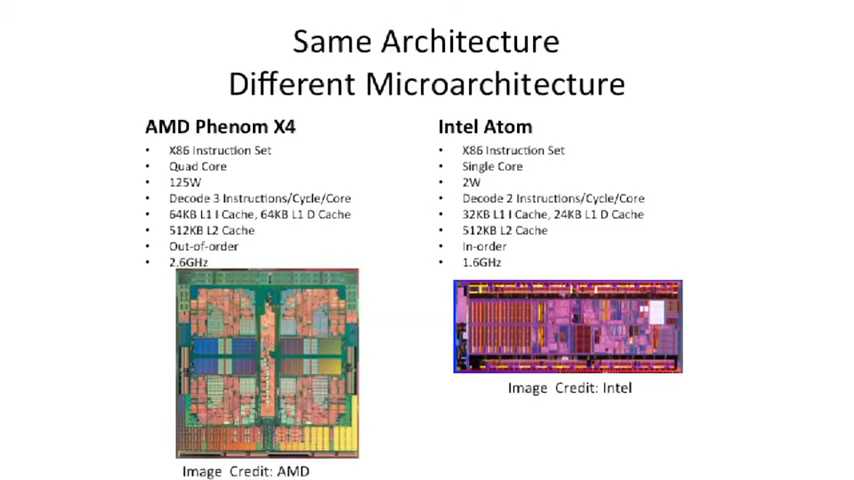 Same Architecture
Different Microarchitecture
AMD Phenom X4
• X86 Instruction Set
• Quad Core
• 125W
• Decode 3 Instructions/Cycle/Core
• 64KB L1 I Cache, 64KB L1 D Cache
• 512KB L2 Cache
• Out-of-order
• 2.6GHz
Image Credit: AMD
Intel Atom
• X86 Instruction Set
• Single Core
• 2W
• Decode 2 Instructions/Cycle/Core
• 32KB L1 I Cache, 24KB L1 D Cache
• 512KB L2 Cache
• In-order
• 1.6GHz
Image Credit: Intel